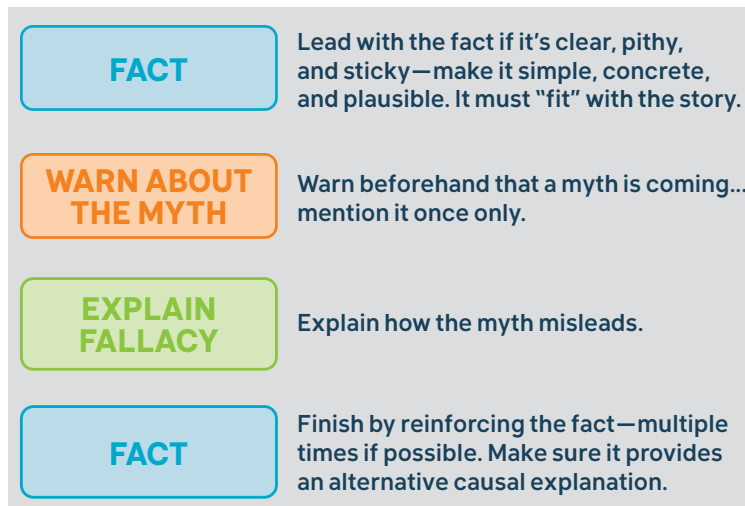 FACT
Lead with the fact if it’s clear, pithy,
and sticky—make it simple, concrete,
and plausible. It must “fit” with the story.
WARN ABOUT
THE MYTH
Warn beforehand that a myth is coming...
mention it once only.
EXPLAIN
FALLACY
Explain how the myth misleads.
FACT
Finish by reinforcing the fact—multiple
times if possible. Make sure it provides
an alternative causal explanation.